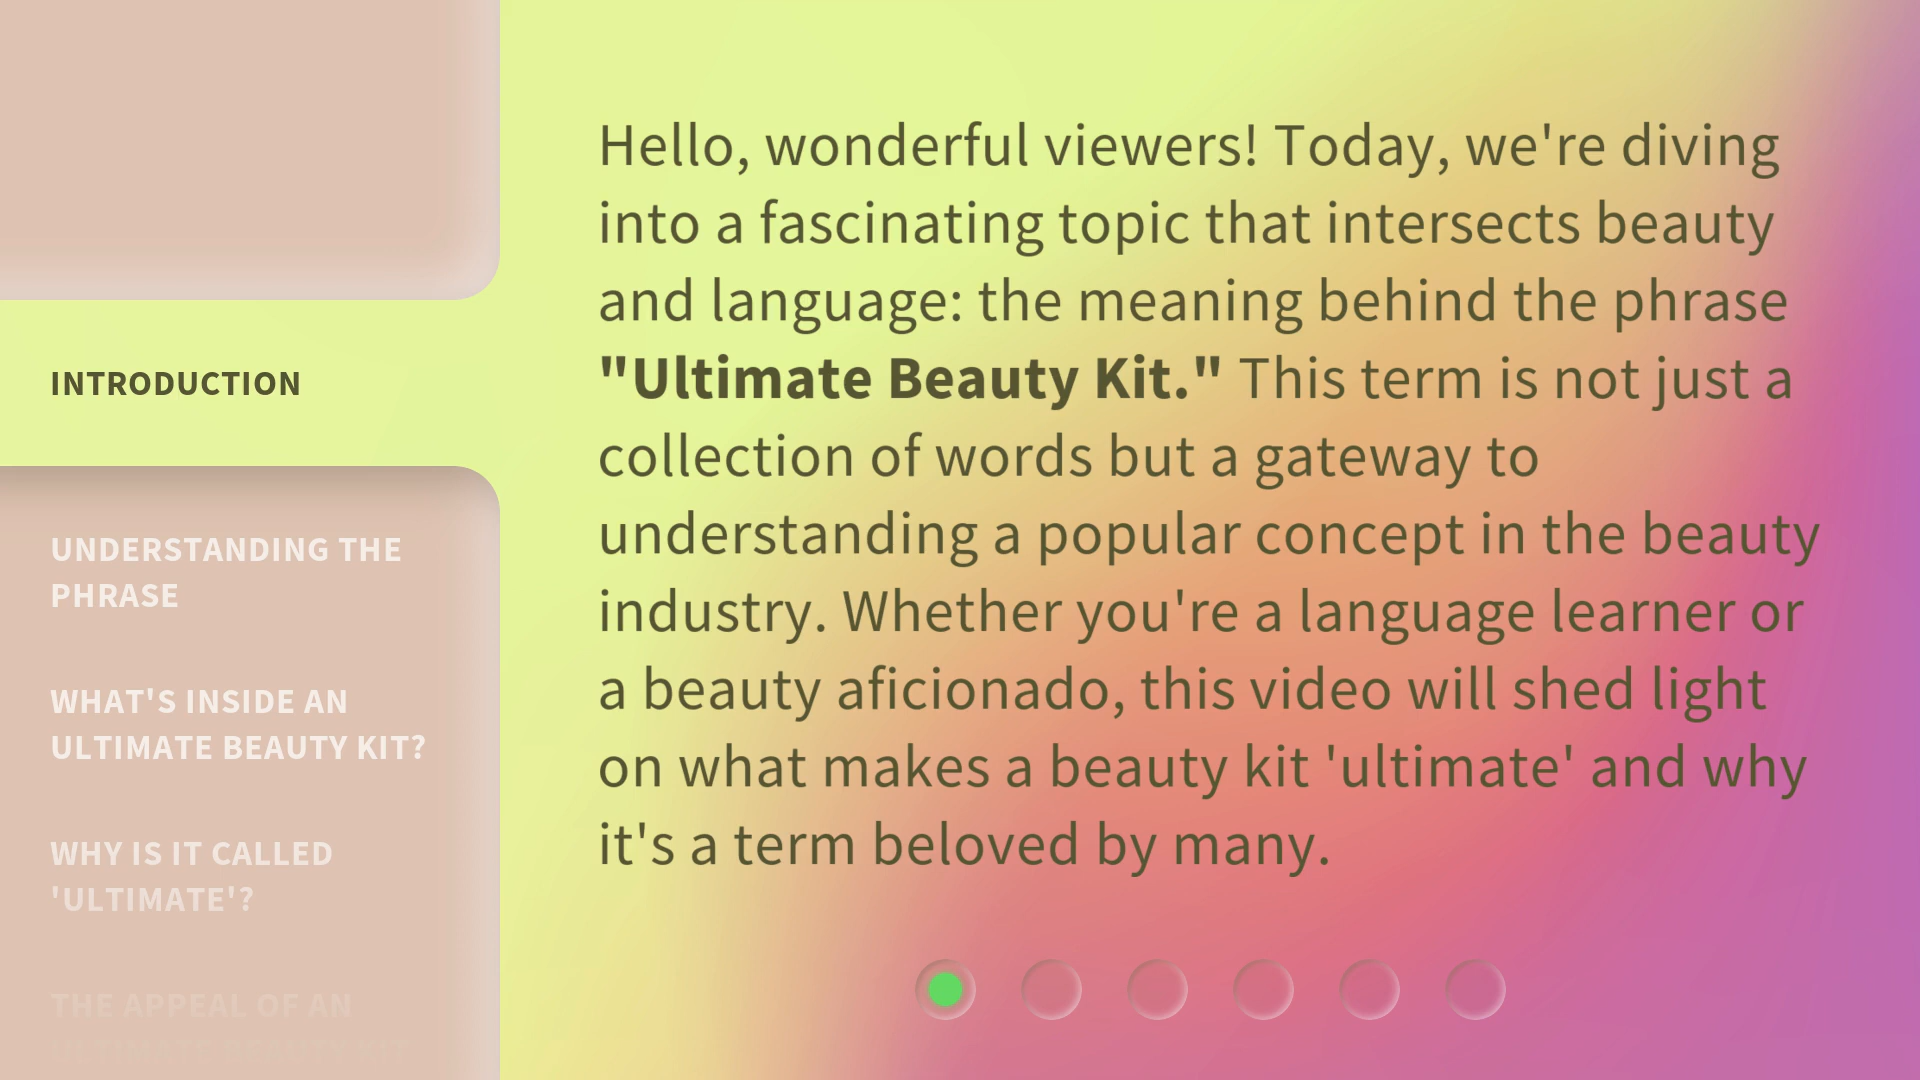 INTRODUCTION
UNDERSTANDING THE
PHRASE
WHAT'S INSIDE AN
ULTIMATE BEAUTY KIT?
WHY IS IT CALLED
'ULTIMATE'?
THE APPEAL OF AN
ULTIMATE BEAUTY KIT
Hello, wonderful viewers! Today, we're diving
into a fascinating topic that intersects beauty
and language: the meaning behind the phrase
"Ultimate Beauty Kit." This term is not just a
collection of words but a gateway to
understanding a popular concept in the beauty
industry. Whether you're a language learner or
a beauty aficionado, this video will shed light
on what makes a beauty kit 'ultimate' and why
it's a term beloved by many.